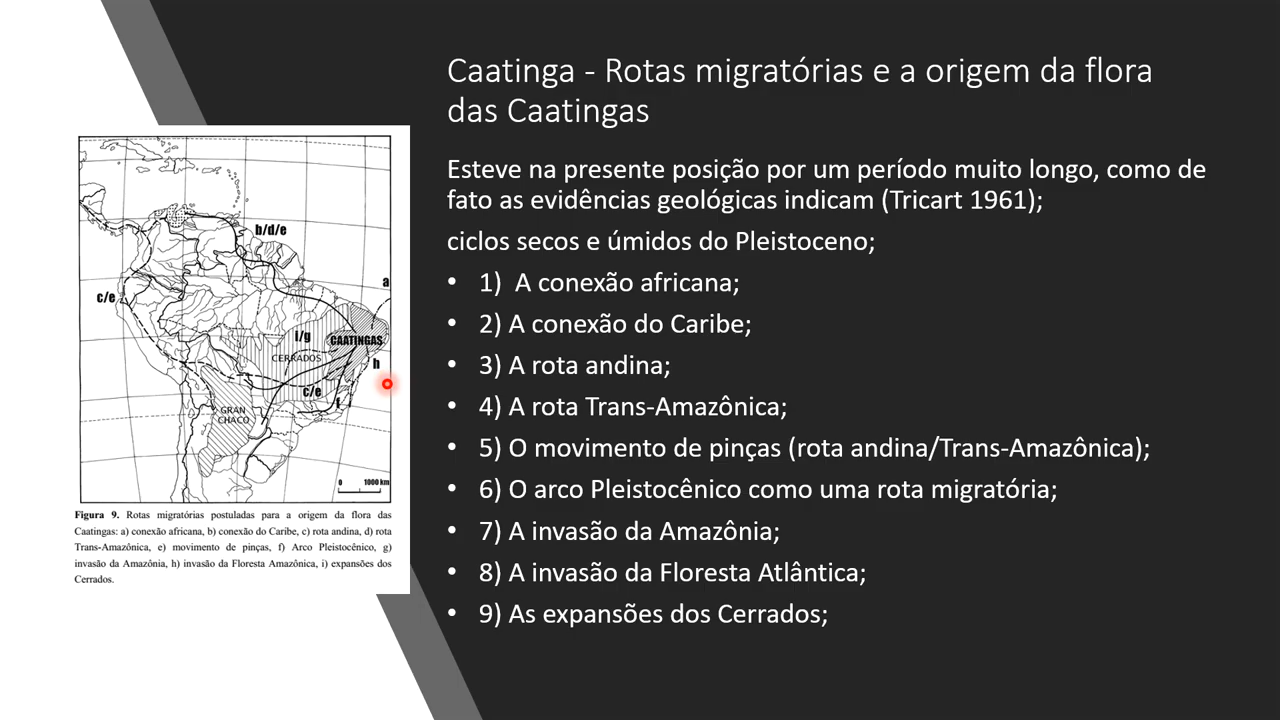 Caatinga - Rotas migratórias e a origem da flora
das Caatingas
Esteve na presente posição por um período muito longo, como de
fato as evidências geológicas indicam (Tricart 1961);
ciclos secos e úmidos do Pleistoceno;
• 1) A conexão africana;
• 2) A conexão do Caribe;
• 3) A rota andina;
• 4) A rota Trans-Amazônica;
• 5) O movimento de pinças (rota andina/Trans-Amazônica);
• 6) O arco Pleistocênico como uma rota migratória;
• 7) A invasão da Amazônia;
• 8) A invasão da Floresta Atlântica;
• 9) As expansões dos Cerrados;
b/d/e
a
c/e
i/g
CAATINGAS
CERRADOS
h
c/e
f
GRAN
CHACO
0 1000 km
Figura 9. Rotas migratórias postuladas para a origem da flora das
Caatingas: a) conexão africana, b) conexão do Caribe, c) rota andina, d) rota
Trans-Amazônica, e) movimento de pinças, f) Arco Pleistocênico, g)
invasão da Amazônia, h) invasão da Floresta Amazônica, i) expansões dos
Cerrados.